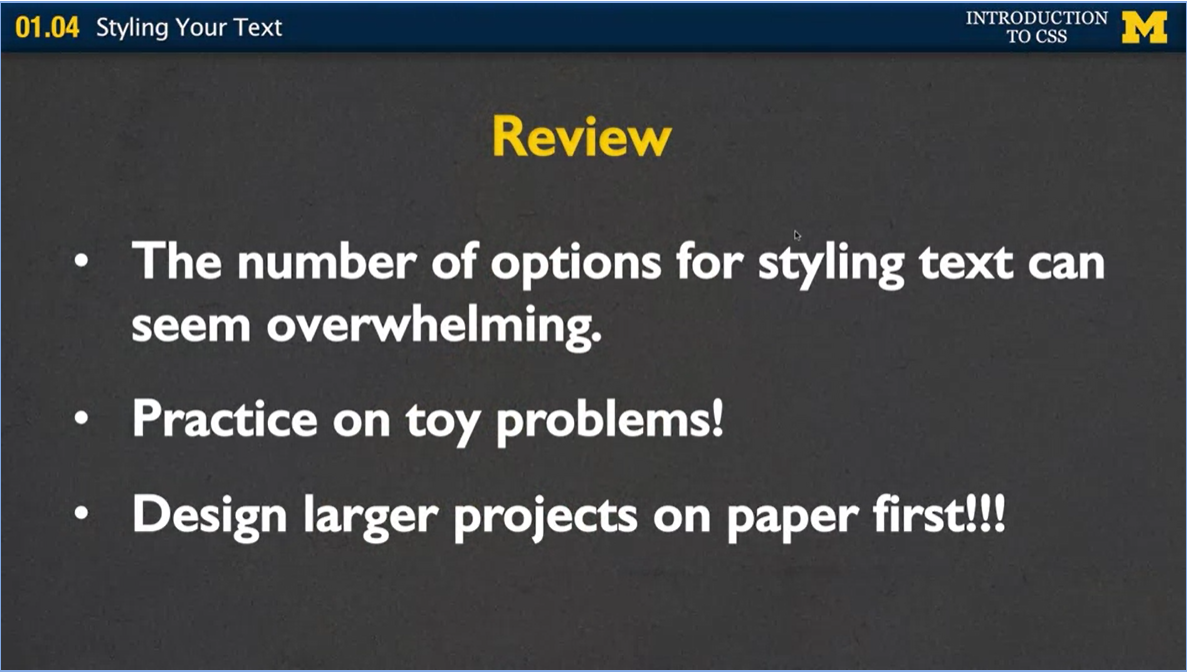 01.04 Styling Your Text
INTRODUCTION
TO CSS
M
Review
• The number of options for styling text can
seem overwhelming.
• Practice on toy problems!
• Design larger projects on paper first!!!